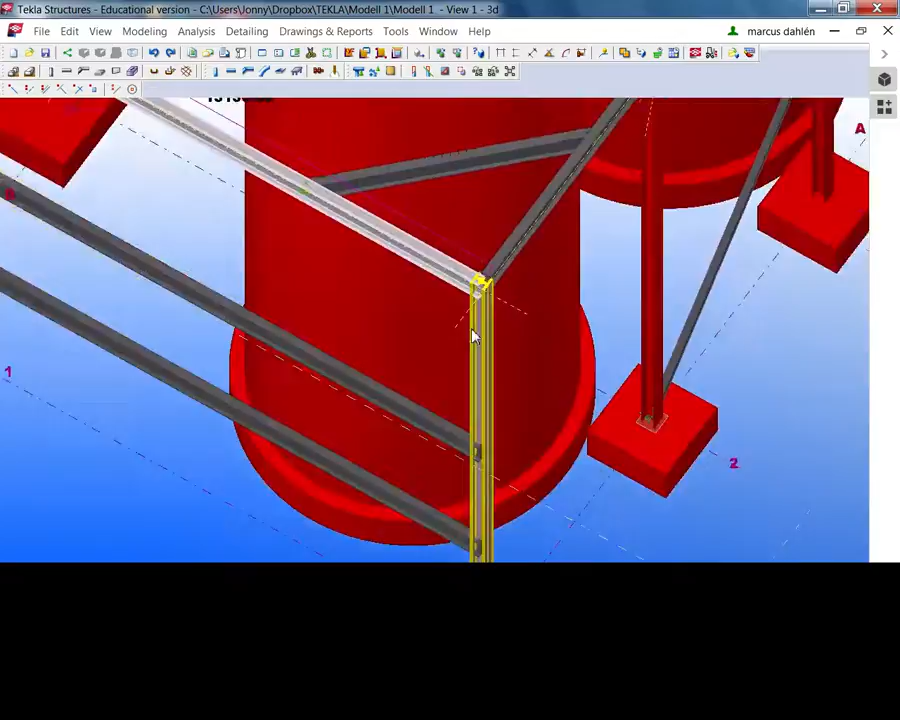 Tekla Structures - Educational version - C:\Users\Jonny\Dropbox\TEKLA\Modell 1\Modell 1 - View 1 - 3d
File Edit View Modeling Analysis Detailing Drawings & Reports Tools Window Help marcus dahlén
A
1
2